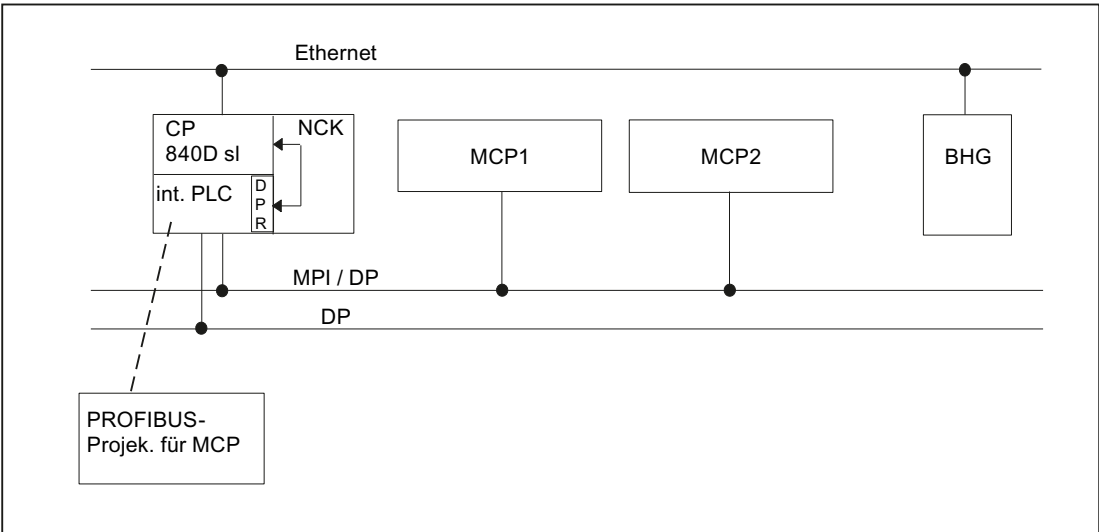 Ethernet
CP
840D sl
NCK
int. PLC
D
P
R
MCP1
MCP2
BHG
MPI / DP
DP
PROFIBUS-
Projek. für MCP